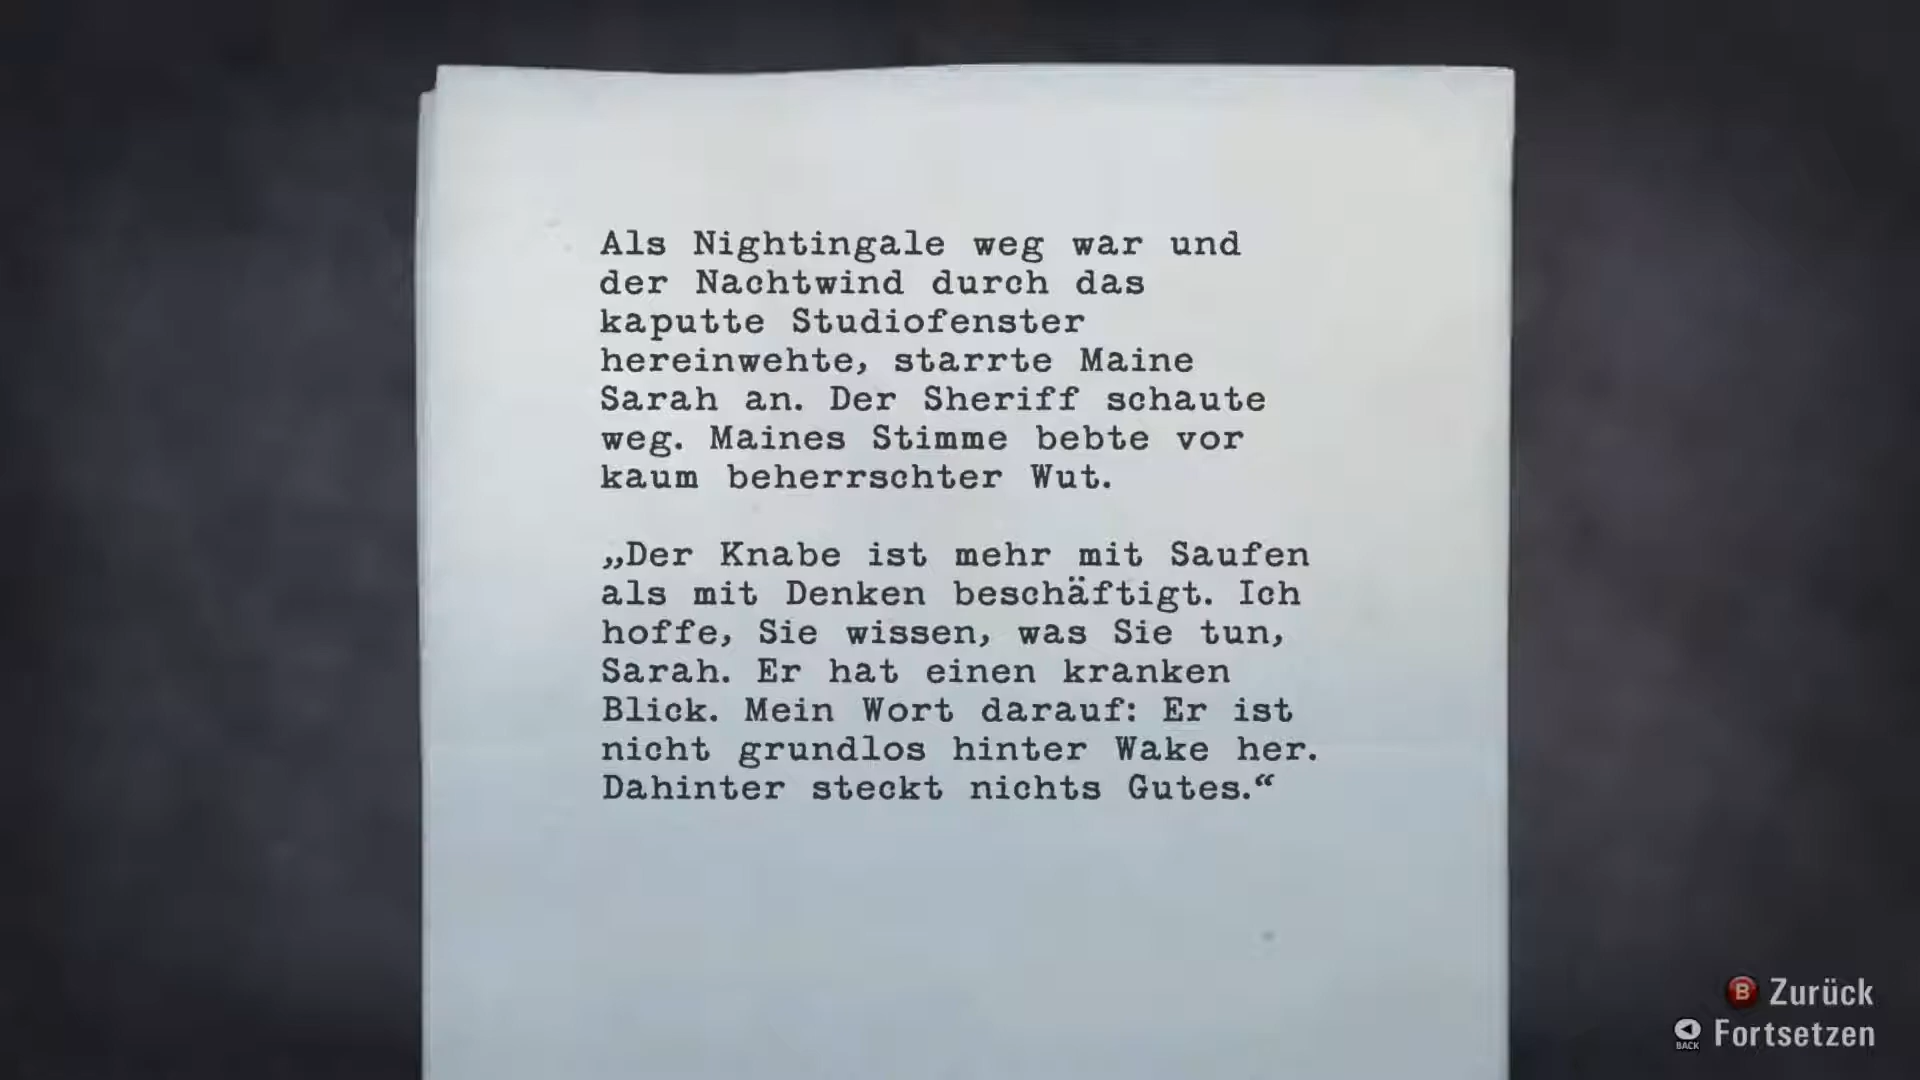 Als Nightingale weg war und
der Nachtwind durch das
kaputte Studiofenster
hereinwehte, starrte Maine
Sarah an. Der Sheriff schaute
weg. Maines Stimme bebte vor
kaum beherrschter Wut.
„Der Knabe ist mehr mit Saufen
als mit Denken beschäftigt. Ich
hoffe, Sie wissen, was Sie tun,
Sarah. Er hat einen kranken
Blick. Mein Wort darauf: Er ist
nicht grundlos hinter Wake her.
Dahinter steckt nichts Gutes.“
B Zurück
BACK Fortsetzen